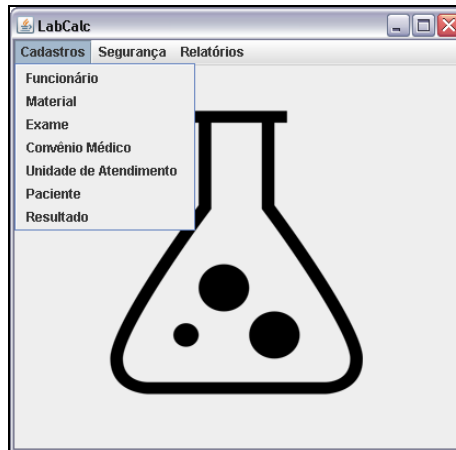 LabCalc
Cadastros Segurança Relatórios
Funcionário
Material
Exame
Convênio Médico
Unidade de Atendimento
Paciente
Resultado